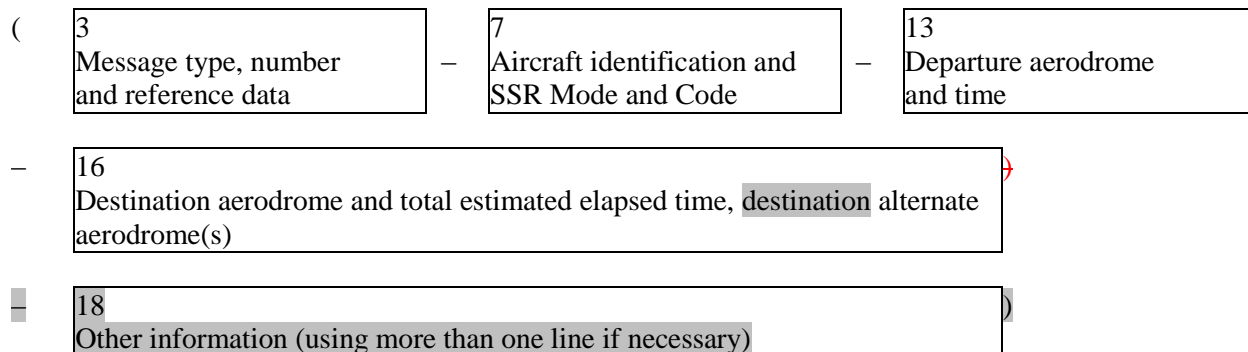 ( 3 7 13
Message type, number – Aircraft identification and – Departure aerodrome
and reference data SSR Mode and Code and time
– 16 )
Destination aerodrome and total estimated elapsed time, destination alternate
aerodrome(s)
– 18 )
Other information (using more than one line if necessary)